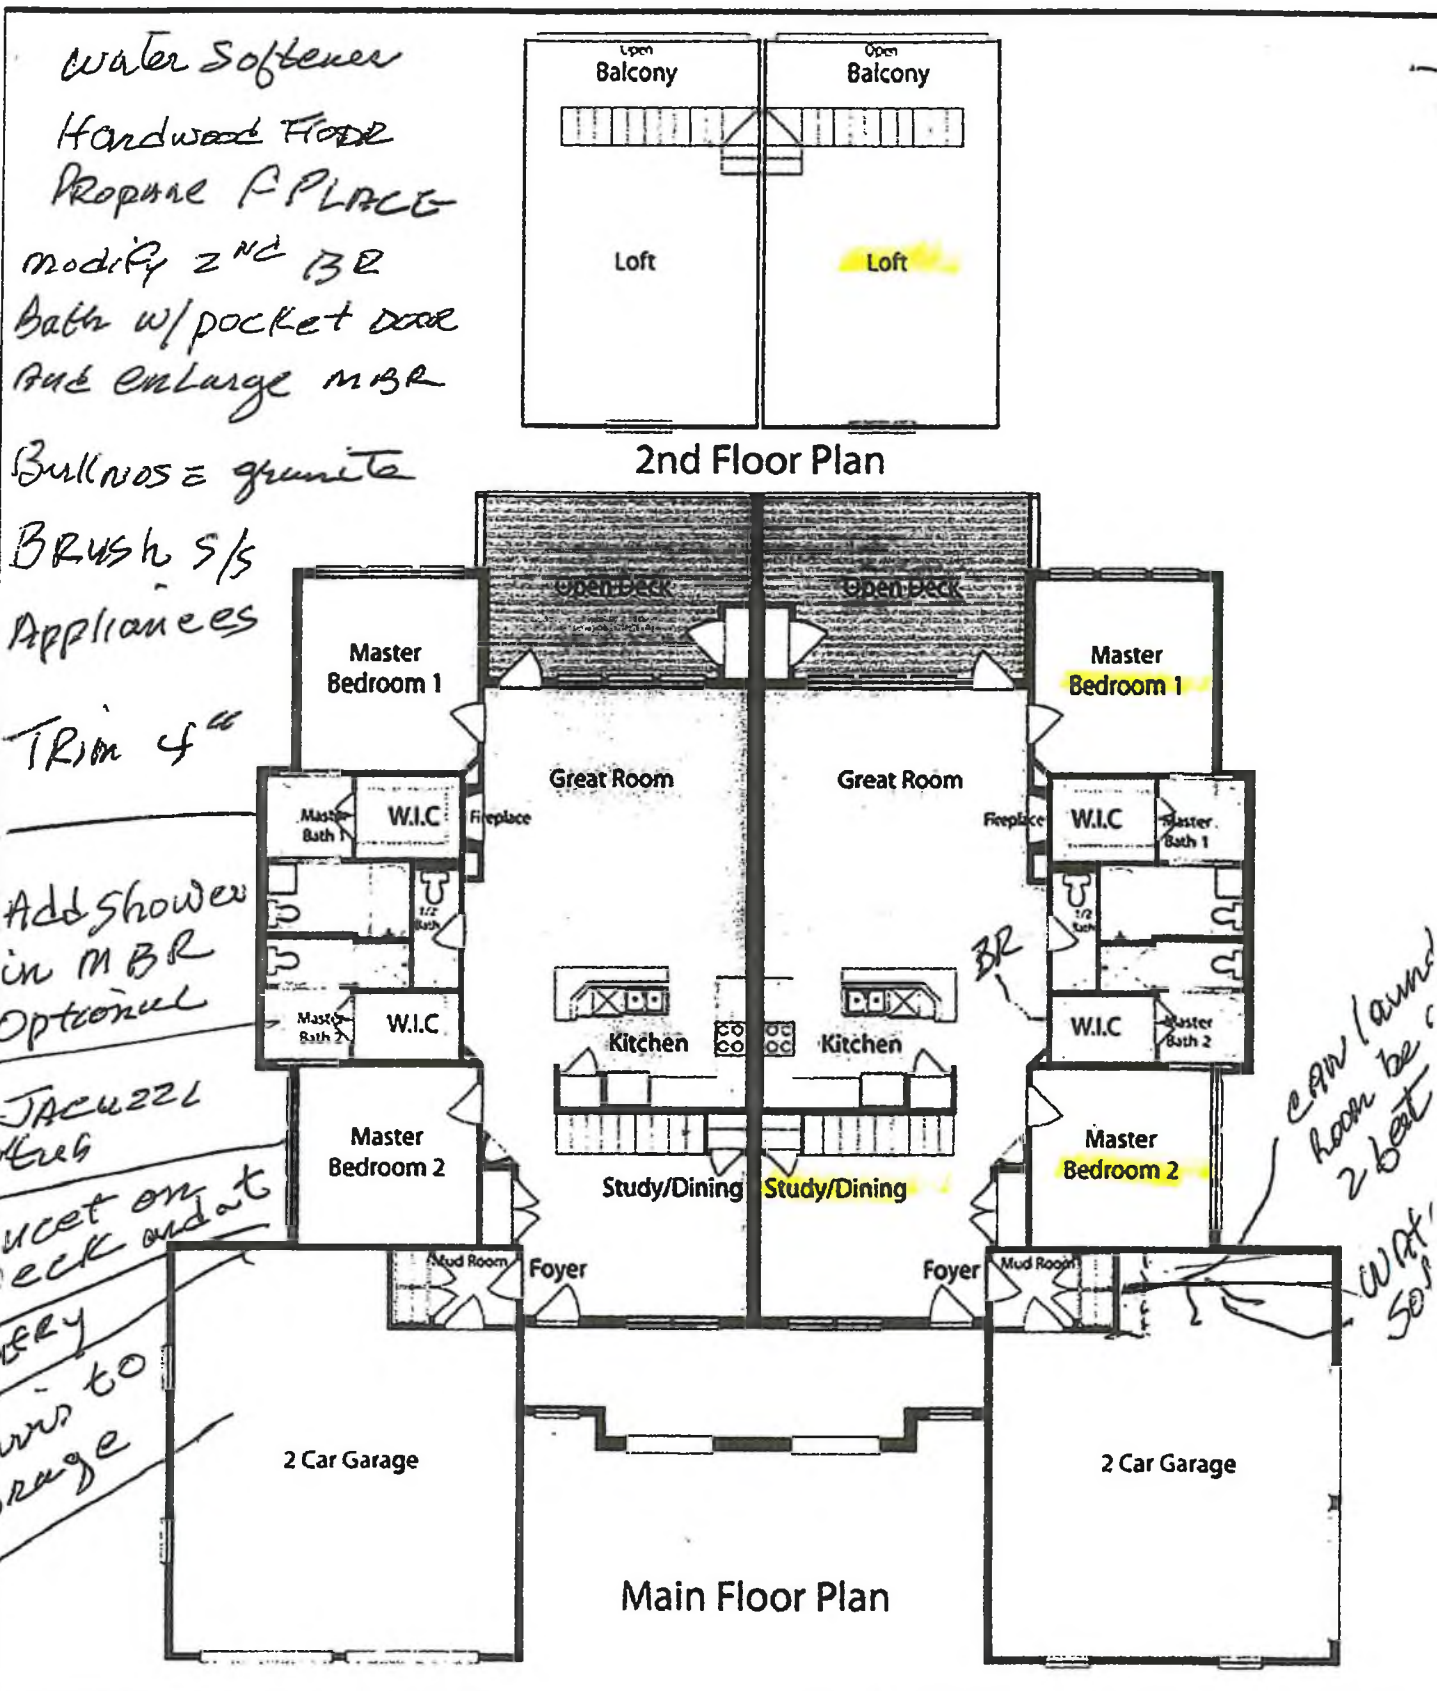 water Softener
Hardwood Floor
Propane F PLACE
modify 2nd BR
Bath w/ pocket DOOR
And enlarge MBR
Bullnose granite
BRush S/S
Appliances
TRim 4"
Add Shower
in MBR
Optional
JACUZZI
ucet on
eck and at
to
Open
Balcony
Loft
Open
Balcony
Loft
2nd Floor Plan
Open Deck
Open Deck
Master
Bedroom 1
Master
Bedroom 1
Great Room
Great Room
Master
Bath 1
W.I.C
Fireplace
Fireplace
W.I.C
Master
Bath 1
1/2
Bath
1/2
Bath
BR
Master
Bath 2
W.I.C
W.I.C
Master
Bath 2
Kitchen
Kitchen
Master
Bedroom 2
Master
Bedroom 2
Study/Dining
Study/Dining
Mud Room
Foyer
Foyer
Mud Room
CAN laund
Room be
2 
2 Car Garage
2 Car Garage
Main Floor Plan